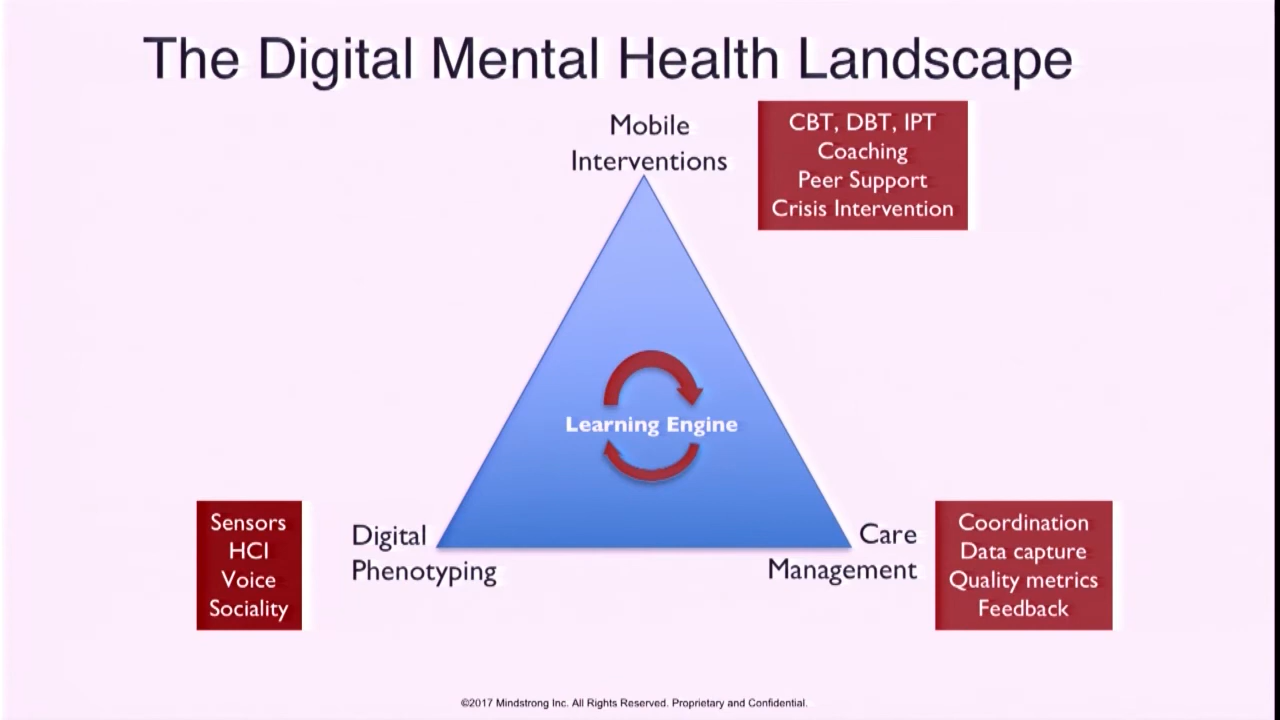 The Digital Mental Health Landscape
Mobile
Interventions
CBT, DBT, IPT
Coaching
Peer Support
Crisis Intervention
Learning Engine
Sensors
HCI
Voice
Sociality
Digital
Phenotyping
Care
Management
Coordination
Data capture
Quality metrics
Feedback
©2017 Mindstrong Inc. All Rights Reserved. Proprietary and Confidential.